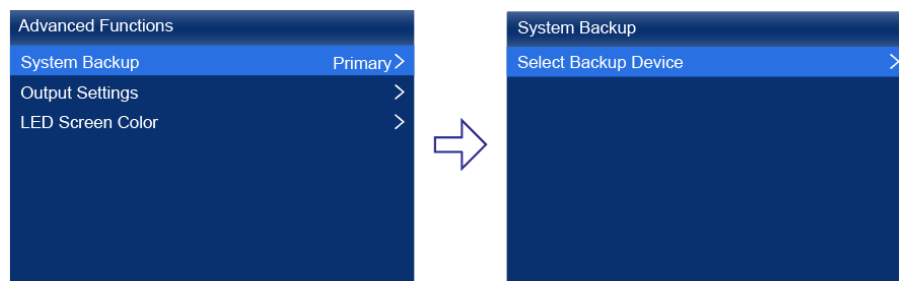 Advanced Functions
System Backup Primary
Output Settings
LED Screen Color
System Backup
Select Backup Device